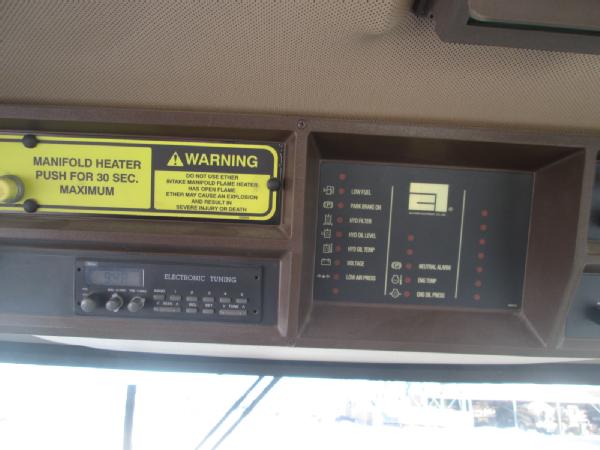 MANIFOLD HEATER
PUSH FOR 30 SEC.
MAXIMUM
WARNING
DO NOT USE ETHER
INTAKE MANIFOLD FLAME HEATER
HAS OPEN FLAME
ETHER MAY CAUSE AN EXPLOSION
AND RESULT IN
SEVERE INJURY OR DEATH
ELECTRONIC TUNING
LOW FUEL
PARK BRAKE ON
HYD FILTER
HYD OIL LEVEL
HYD OIL TEMP
VOLTAGE
LOW AIR PRESS
NEUTRAL ALARM
ENG TEMP
ENG OIL PRESS